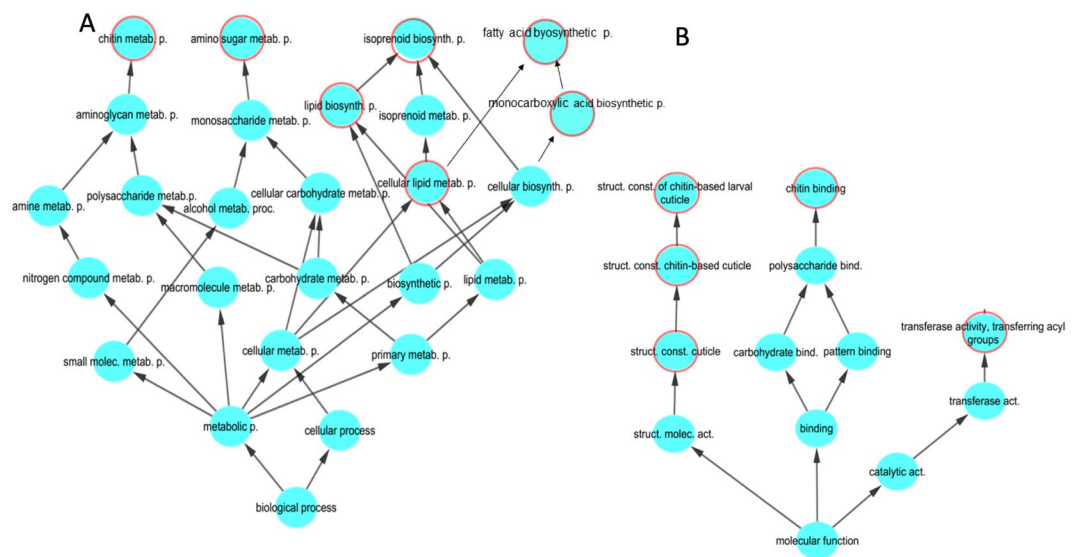 A
chitin metab. p.
amino sugar metab. p.
isoprenoid biosynth. p.
fatty acid byosynthetic p.
lipid biosynth. p.
monocarboxylic acid biosynthetic p.
aminoglycan metab. p.
monosaccharide metab. p.
isoprenoid metab. p.
cellular lipid metab. p.
cellular biosynth. p.
polysaccharide metab.p.
cellular carbohydrate metab. p.
amine metab. p.
alcohol metab. proc.
nitrogen compound metab. p.
macromolecule metab. p.
carbohydrate metab. p.
biosynthetic p.
lipid metab. p.
small molec. metab. p.
cellular metab. p.
primary metab. p.
metabolic p.
cellular process
biological process
B
struct. const. of chitin-based larval
cuticle
chitin binding
struct. const. chitin-based cuticle
polysaccharide bind.
struct. const. cuticle
carbohydrate bind.
pattern binding
transferase activity, transferring acyl
groups
struct. molec. act.
binding
transferase act.
catalytic act.
molecular function